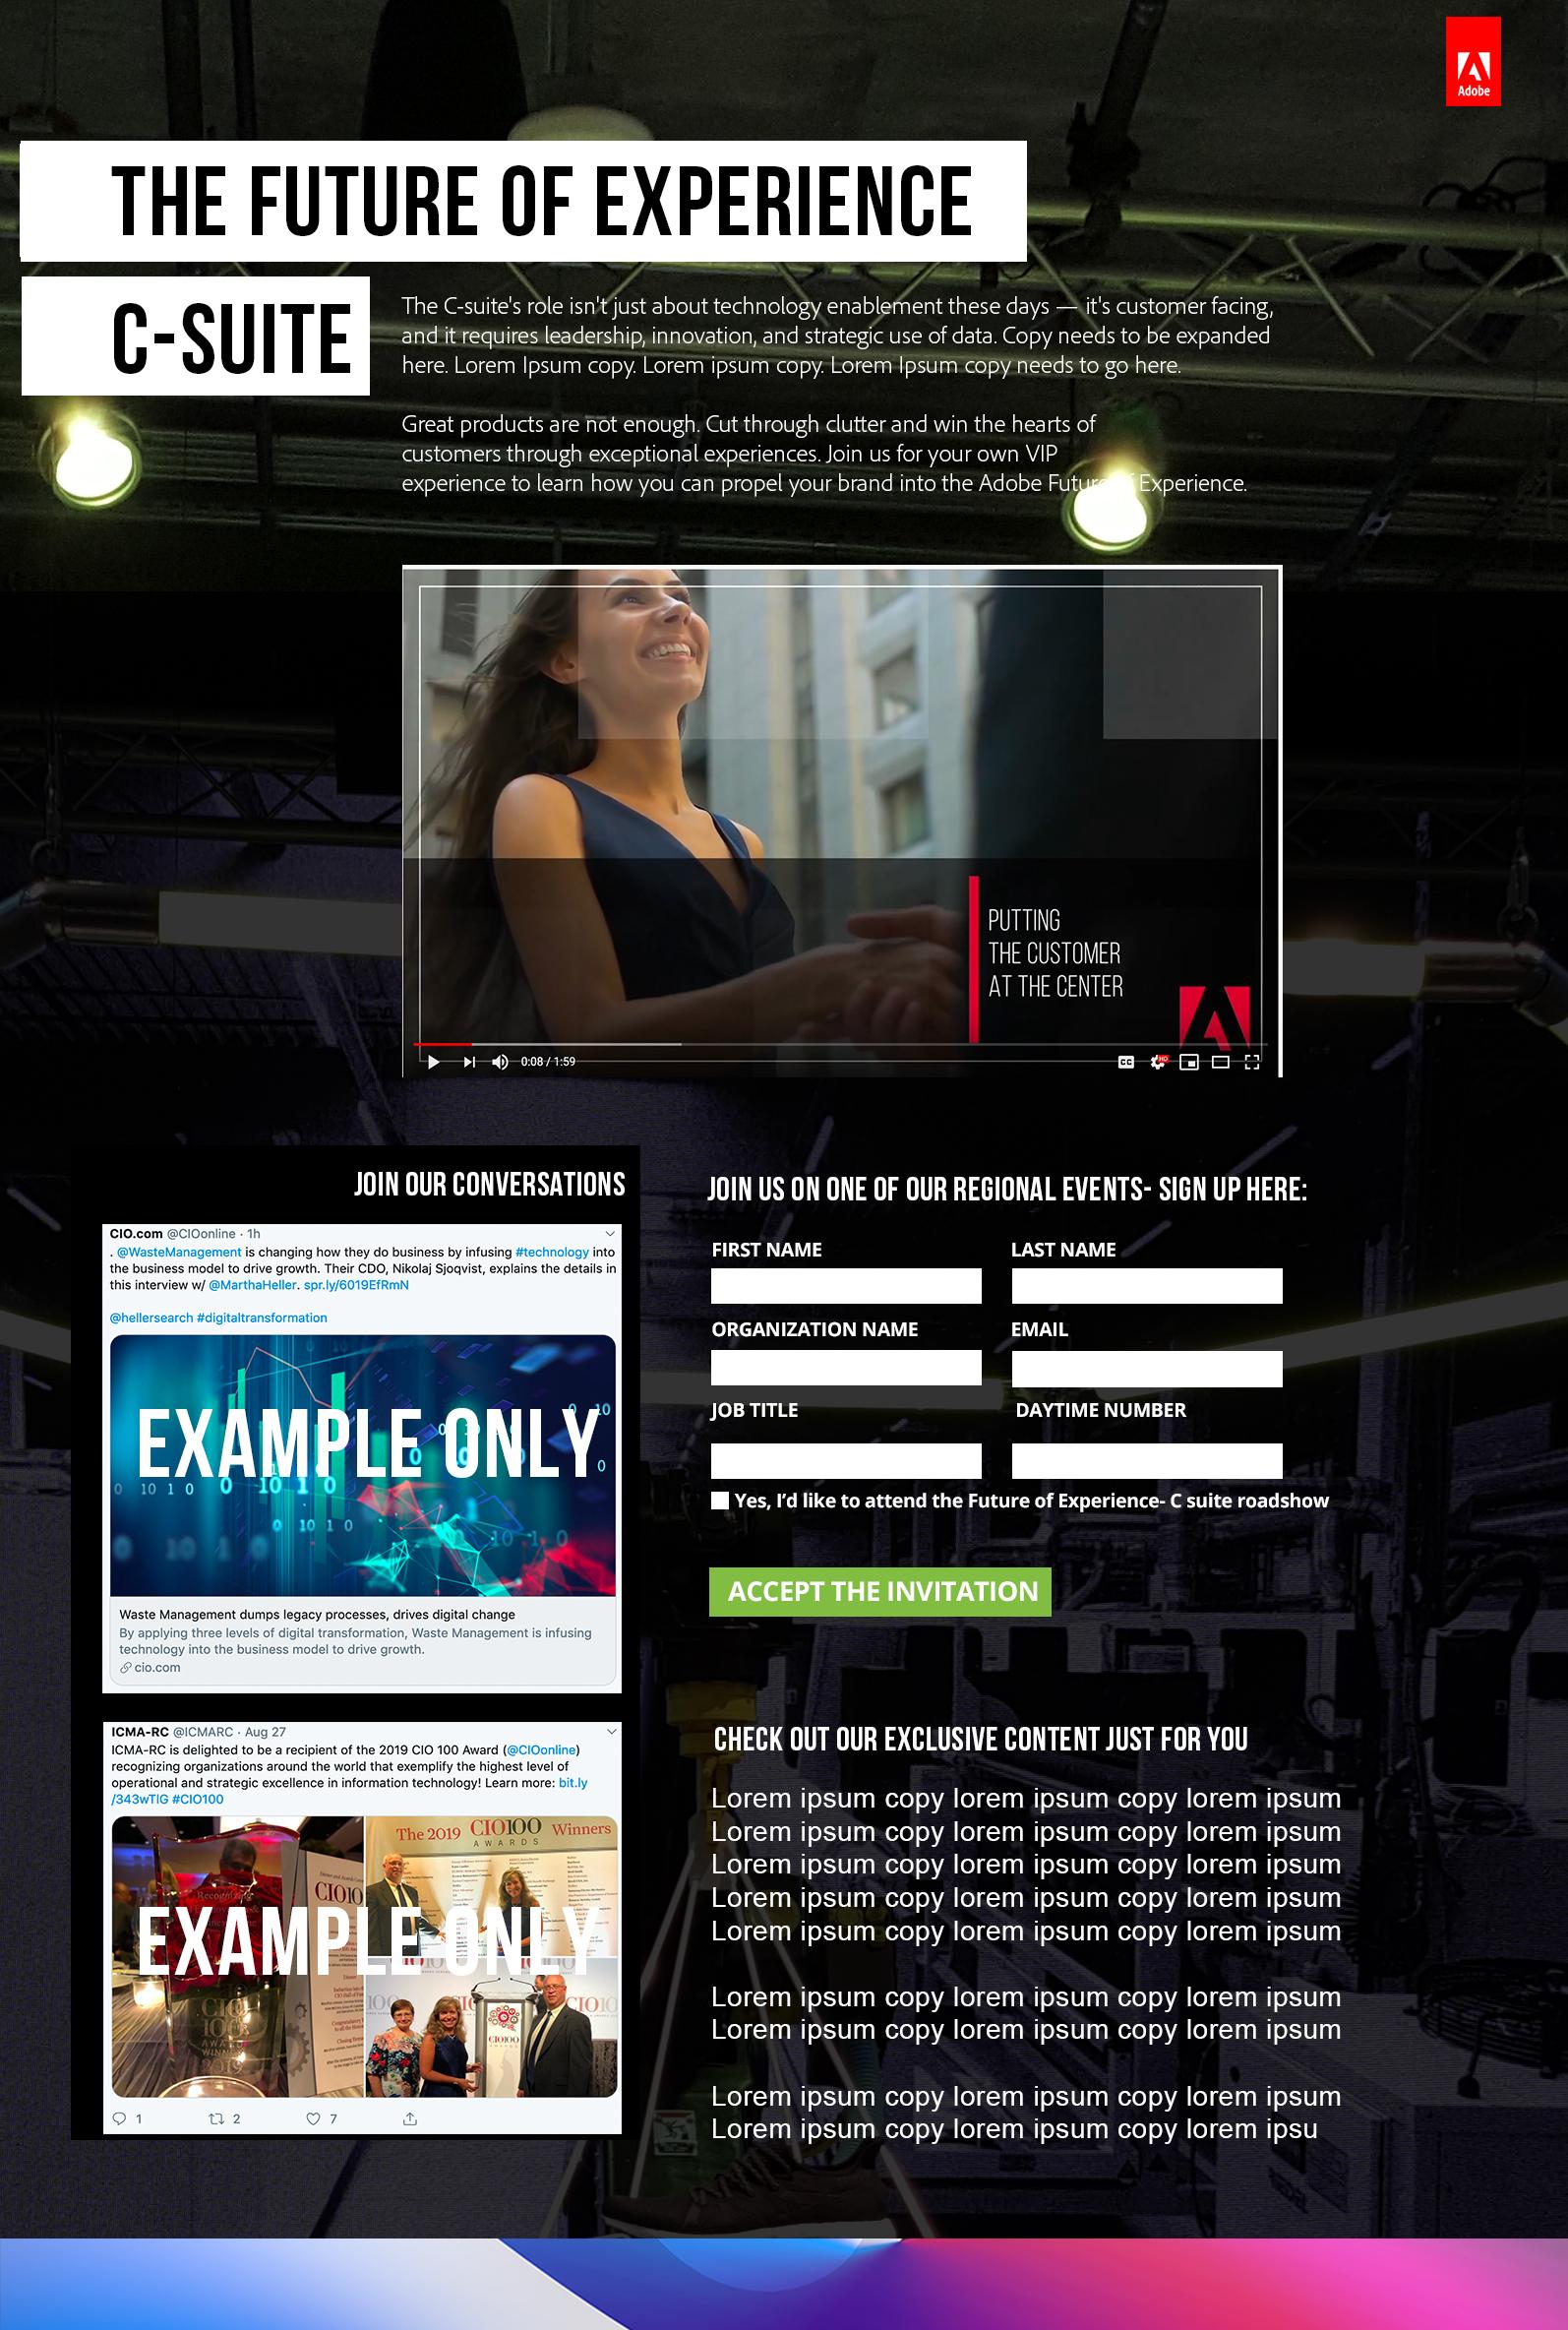 Adobe
THE FUTURE OF EXPERIENCE
C-SUITE
The C-suite's role isn't just about technology enablement these days — it's customer facing,
and it requires leadership, innovation, and strategic use of data. Copy needs to be expanded
here. Lorem Ipsum copy. Lorem ipsum copy. Lorem Ipsum copy needs to go here.
Great products are not enough. Cut through clutter and win the hearts of
customers through exceptional experiences. Join us for your own VIP
experience to learn how you can propel your brand into the Adobe Future of Experience.
PUTTING
THE CUSTOMER
AT THE CENTER
0:08 / 1:59
CC
HD
JOIN OUR CONVERSATIONS
CIO.com @CIOonline · 1h
. @WasteManagement is changing how they do business by infusing #technology into
the business model to drive growth. Their CDO, Nikolaj Sjoqvist, explains the details in
this interview w/ @MarthaHeller. spr.ly/6019EfRmN
@hellersearch #digitaltransformation
EXAMPLE ONLY
Waste Management dumps legacy processes, drives digital change
By applying three levels of digital transformation, Waste Management is infusing
technology into the business model to drive growth.
cio.com
ICMA-RC @ICMARC · Aug 27
ICMA-RC is delighted to be a recipient of the 2019 CIO 100 Award (@CIOonline)
recognizing organizations around the world that exemplify the highest level of
operational and strategic excellence in information technology! Learn more: bit.ly
/343wTIG #CIO100
The 2019 CIO100 Winners
AWARDS
EXAMPLE ONLY
CIO100
1 2 7
JOIN US ON ONE OF OUR REGIONAL EVENTS- SIGN UP HERE:
FIRST NAME
LAST NAME
ORGANIZATION NAME
EMAIL
JOB TITLE
DAYTIME NUMBER
Yes, I’d like to attend the Future of Experience- C suite roadshow
ACCEPT THE INVITATION
CHECK OUT OUR EXCLUSIVE CONTENT JUST FOR YOU
Lorem ipsum copy lorem ipsum copy lorem ipsum
Lorem ipsum copy lorem ipsum copy lorem ipsum
Lorem ipsum copy lorem ipsum copy lorem ipsum
Lorem ipsum copy lorem ipsum copy lorem ipsum
Lorem ipsum copy lorem ipsum copy lorem ipsum
Lorem ipsum copy lorem ipsum copy lorem ipsum
Lorem ipsum copy lorem ipsum copy lorem ipsum
Lorem ipsum copy lorem ipsum copy lorem ipsum
Lorem ipsum copy lorem ipsum copy lorem ipsu